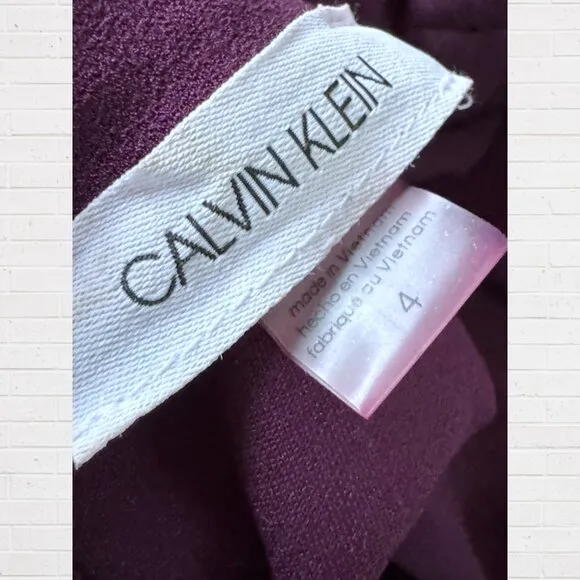 CALVIN KLEIN
made in Vietnam
hecho en Vietnam
fabriqué au Vietnam
4